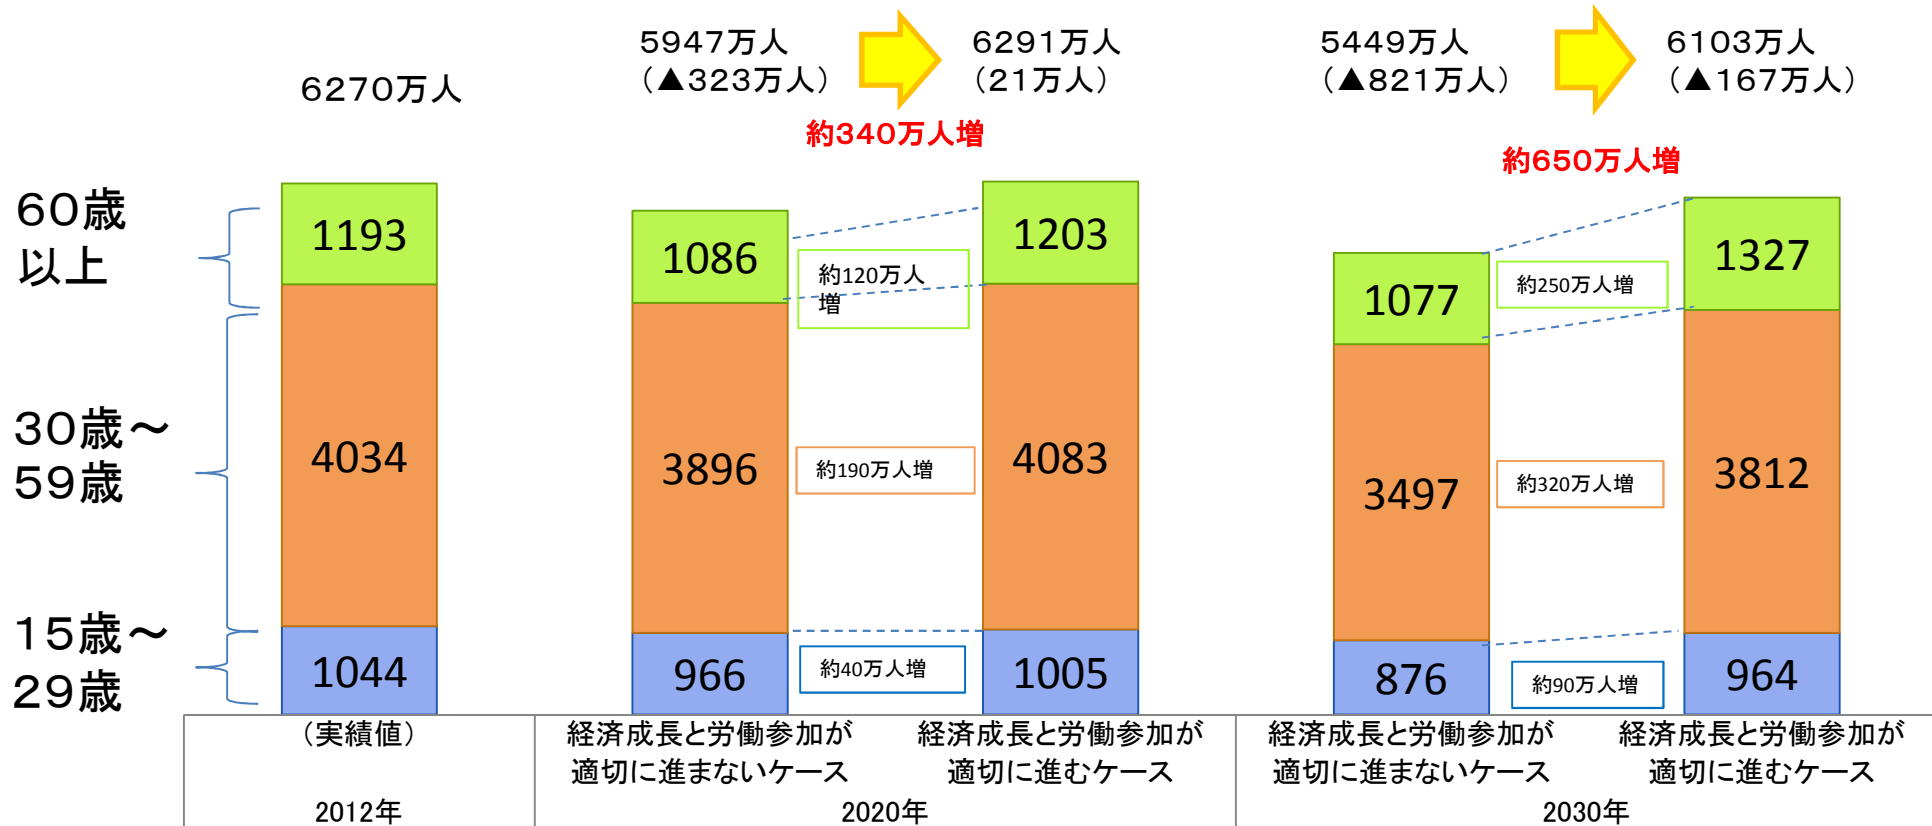 6270万人
5947万人
(▲323万人)
6291万人
(21万人)
約340万人増
5449万人
(▲821万人)
6103万人
(▲167万人)
約650万人増
60歳
以上
30歳～
59歳
15歳～
29歳
1193
4034
1044
1086
3896
966
約120万人
増
約190万人増
約40万人増
1203
4083
1005
1077
3497
876
約250万人増
約320万人増
約90万人増
1327
3812
964
(実績値)
2012年
経済成長と労働参加が
適切に進まないケース
経済成長と労働参加が
適切に進むケース
2020年
経済成長と労働参加が
適切に進まないケース
経済成長と労働参加が
適切に進むケース
2030年